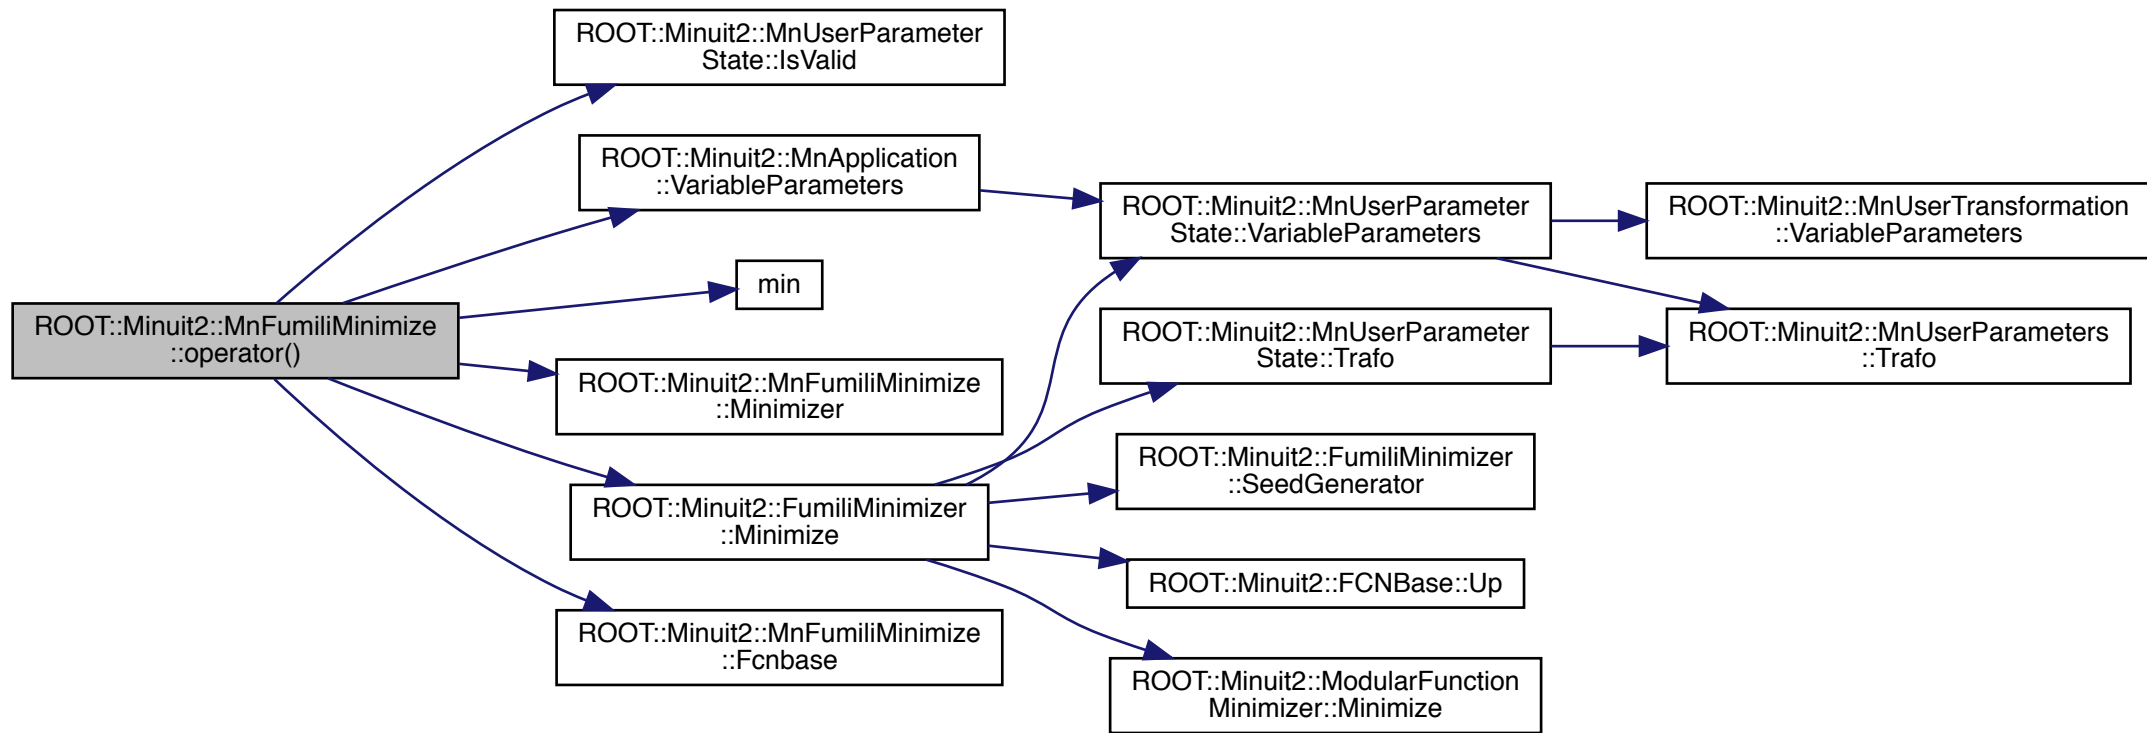 ROOT::Minuit2::MnFumiliMinimize
::operator()
ROOT::Minuit2::MnUserParameter
State::IsValid
ROOT::Minuit2::MnApplication
::VariableParameters
min
ROOT::Minuit2::MnFumiliMinimize
::Minimizer
ROOT::Minuit2::FumiliMinimizer
::Minimize
ROOT::Minuit2::MnFumiliMinimize
::Fcnbase
ROOT::Minuit2::MnUserParameter
State::VariableParameters
ROOT::Minuit2::MnUserParameter
State::Trafo
ROOT::Minuit2::FumiliMinimizer
::SeedGenerator
ROOT::Minuit2::FCNBase::Up
ROOT::Minuit2::ModularFunction
Minimizer::Minimize
ROOT::Minuit2::MnUserTransformation
::VariableParameters
ROOT::Minuit2::MnUserParameters
::Trafo